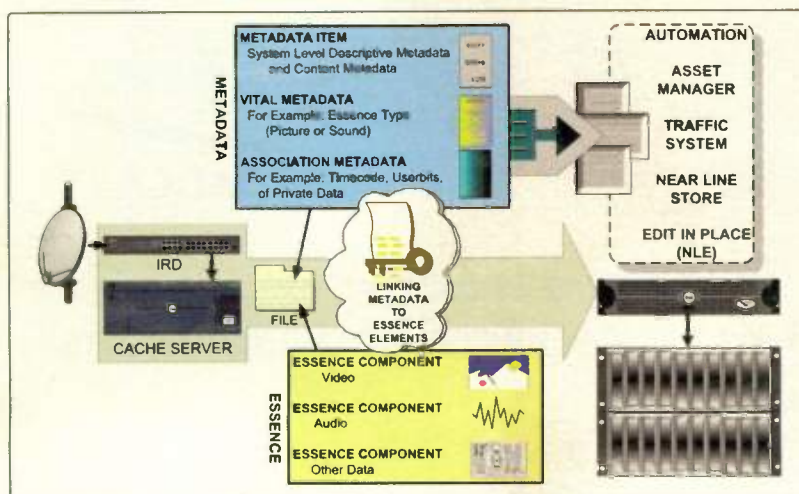 METADATA
METADATA ITEM
System Level Descriptive Metadata
and Content Metadata
VITAL METADATA
For Example: Essence Type
(Picture or Sound)
ASSOCIATION METADATA
For Example: Timecode, Userbits,
of Private Data
AUTOMATION
ASSET
MANAGER
TRAFFIC
SYSTEM
NEAR LINE
STORE
EDIT IN PLACE
(NLE)
IRD
CACHE SERVER
FILE
LINKING
METADATA
TO
ESSENCE
ELEMENTS
ESSENCE
ESSENCE COMPONENT
Video
ESSENCE COMPONENT
Audio
ESSENCE COMPONENT
Other Data